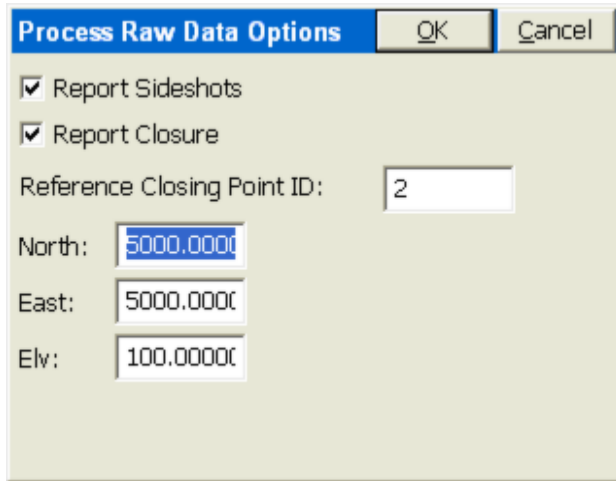 Process Raw Data Options OK Cancel
Report Sideshots
Report Closure
Reference Closing Point ID: 2
North: 5000.0000
East: 5000.0000
Elv: 100.00000